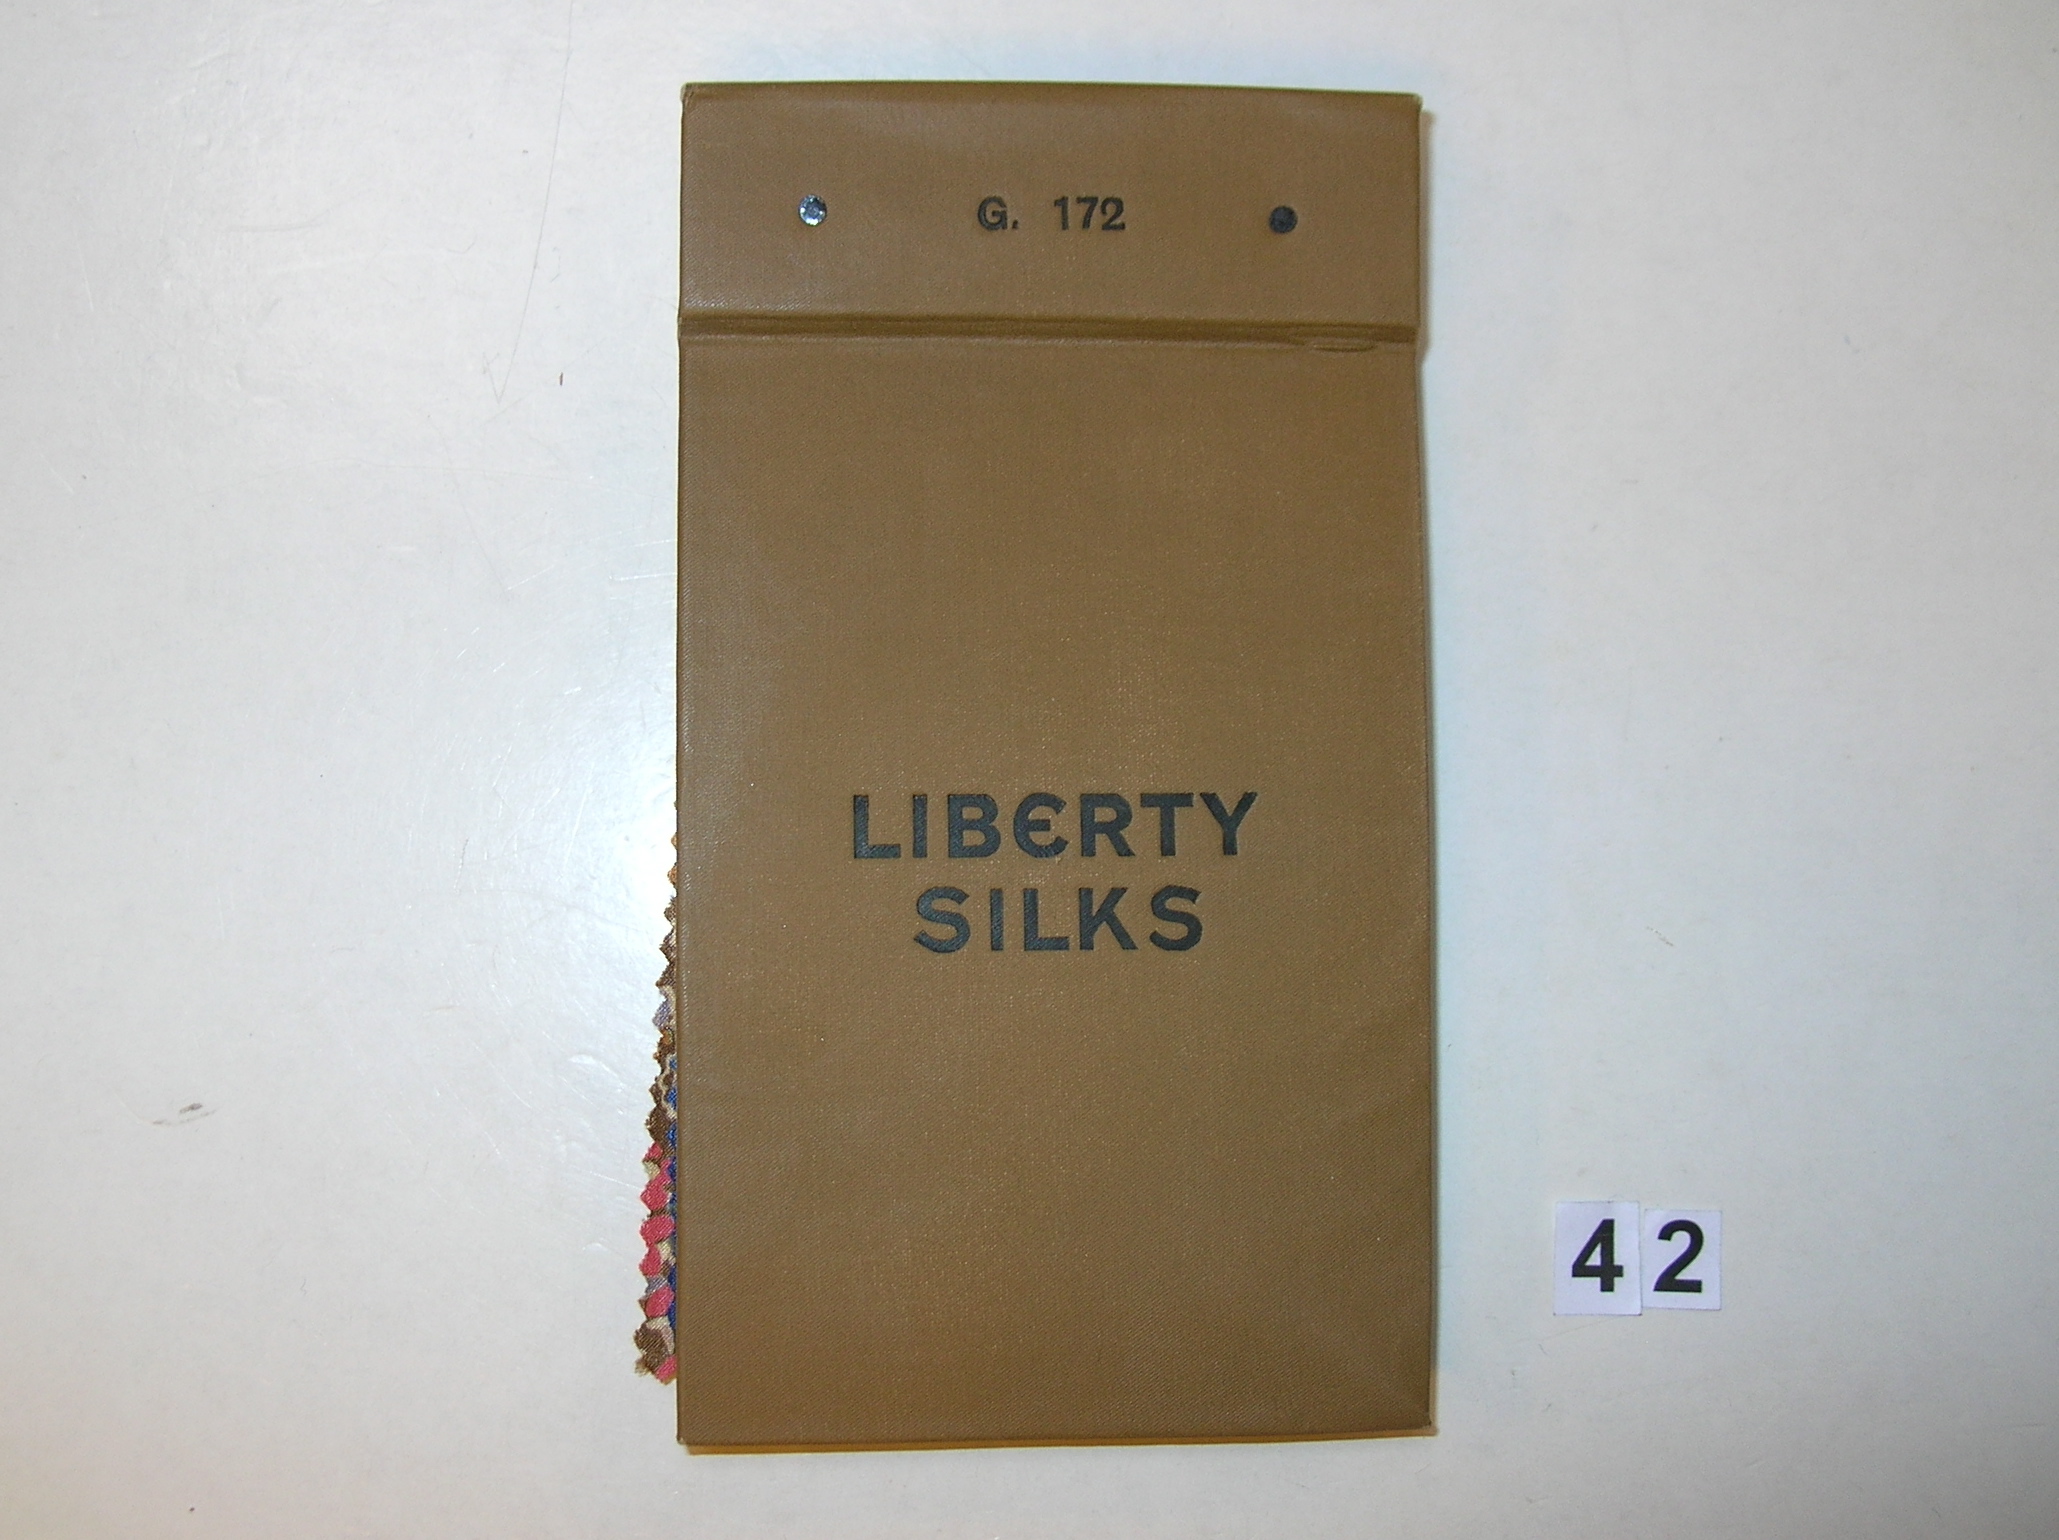 G. 172
LIBERTY
SILKS
42